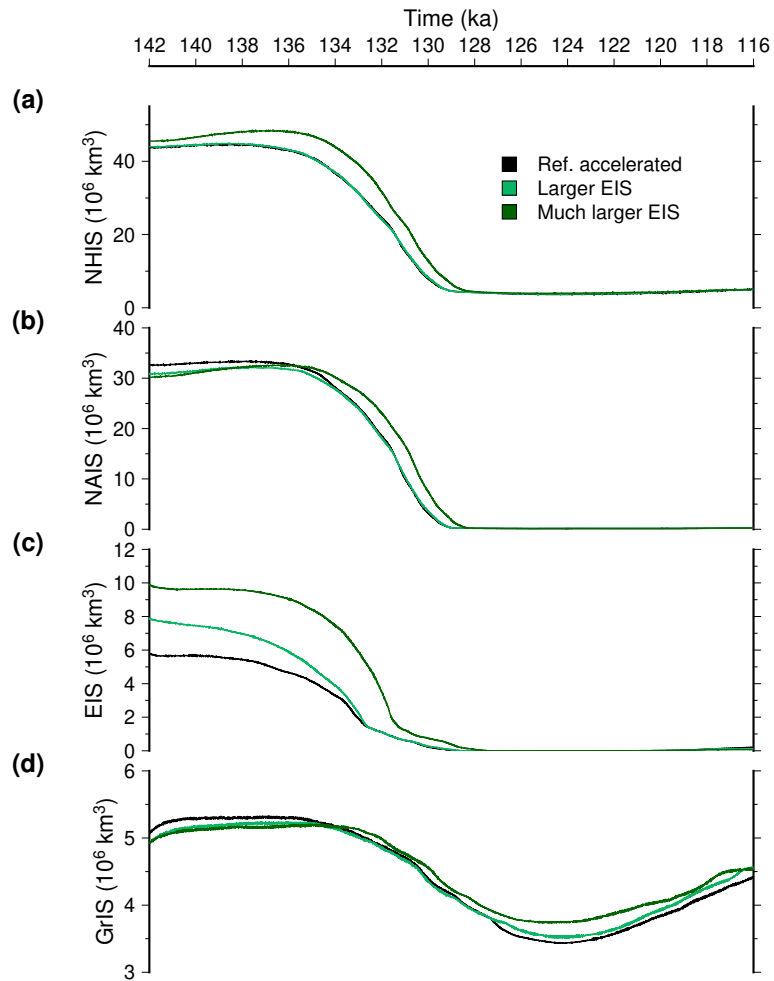 Time (ka)
142 140 138 136 134 132 130 128 126 124 122 120 118 116
(a)
NHIS (10⁶ km³)
40
20
0
Ref. accelerated
Larger EIS
Much larger EIS
(b)
NAIS (10⁶ km³)
40
30
20
10
0
(c)
EIS (10⁶ km³)
12
10
8
6
4
2
0
(d)
GrIS (10⁶ km³)
6
5
4
3